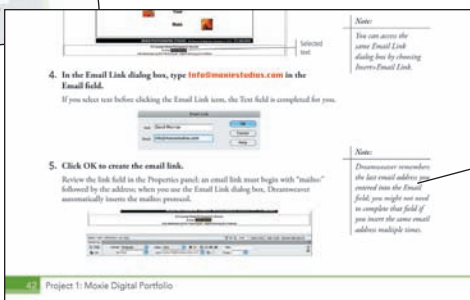 Note:
You can access the
same Email Link
dialog box by choosing
Insert>Email Link.
Selected
text
4. In the Email Link dialog box, type info@moxiestudios.com in the
Email field.
If you select text before clicking the Email Link icon, the Text field is completed for you.
Email Link
OK
Cancel
Help
Note:
Dreamweaver remembers
the last email address you
entered into the Email
field; you might not need
to complete that field if
you insert the same email
address multiple times.
5. Click OK to create the email link.
Review the link field in the Properties panel; an email link must begin with "mailto:"
followed by the address; when you use the Email Link dialog box, Dreamweaver
automatically inserts the mailto: protocol.
42 Project 1: Moxie Digital Portfolio